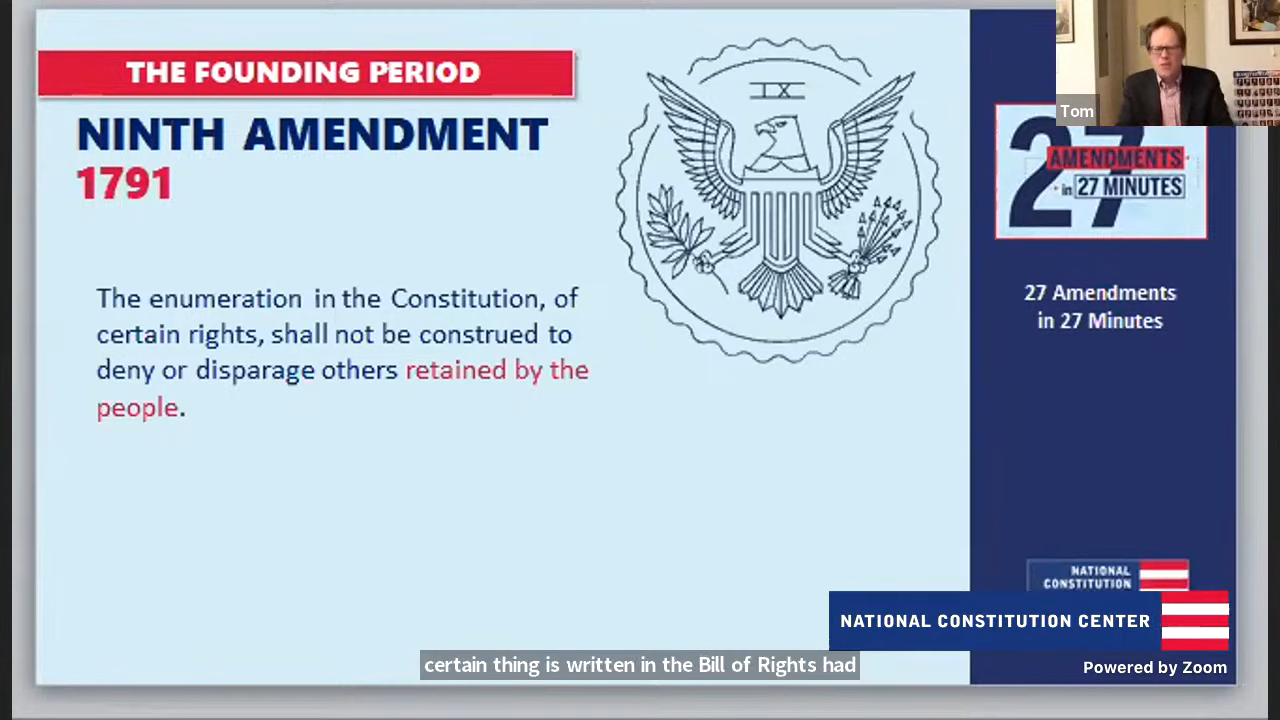 THE FOUNDING PERIOD
NINTH AMENDMENT
1791
The enumeration in the Constitution, of
certain rights, shall not be construed to
deny or disparage others retained by the
people.
IX
Tom
27
AMENDMENTS
in 27 MINUTES
27 Amendments
in 27 Minutes
NATIONAL
CONSTITUTION
NATIONAL CONSTITUTION CENTER
certain thing is written in the Bill of Rights had
Powered by Zoom